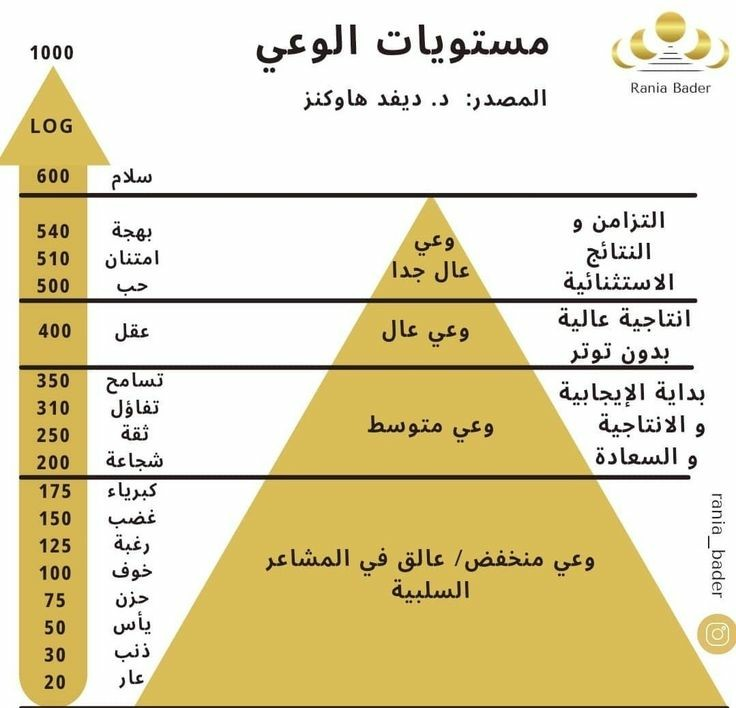 مستويات الوعي
المصدر: د. ديفد هاوكنز
Rania Bader
1000
LOG
600 سلام
540 بهجة
510 امتنان
500 حب
وعي
عال جدا
التزامن و
النتائج
الاستثنائية
400 عقل
وعي عال
انتاجية عالية
بدون توتر
350 تسامح
310 تفاؤل
250 ثقة
200 شجاعة
وعي متوسط
بداية الإيجابية
و الانتاجية
و السعادة
175 كبرياء
150 غضب
125 رغبة
100 خوف
75 حزن
50 يأس
30 ذنب
20 عار
وعي منخفض/ عالق في المشاعر
السلبية
rania_bader